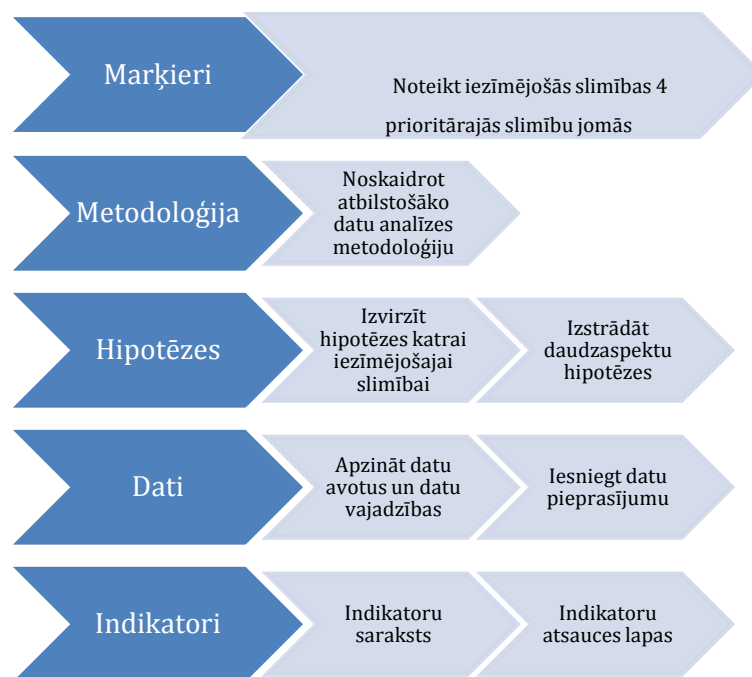 Marķieri
Noteikt iezīmējošās slimības 4
prioritārajās slimību jomās
Metodoloģija
Noskaidrot
atbilstošāko
datu analīzes
metodoloģiju
Hipotēzes
Izvirzīt
hipotēzes katrai
iezīmējošajai
slimībai
Izstrādāt
daudzaspektu
hipotēzes
Dati
Apzināt datu
avotus un datu
vajadzības
Iesniegt datu
pieprasījumu
Indikatori
Indikatoru
saraksts
Indikatoru
atsauces lapas